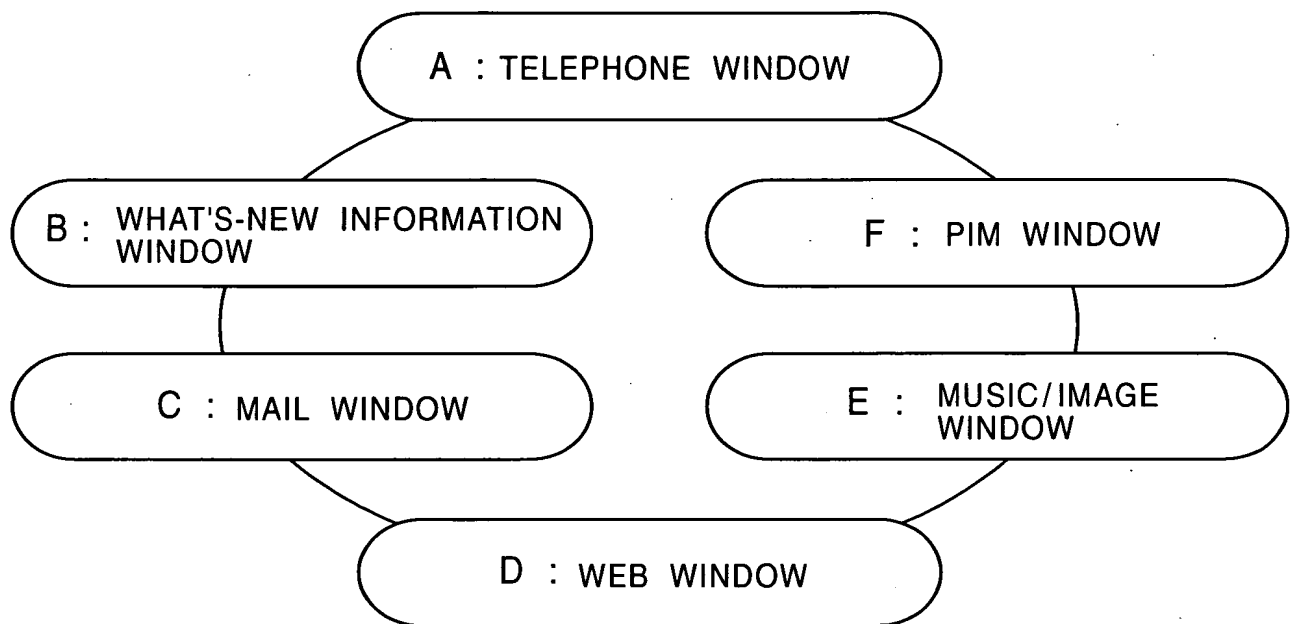 A : TELEPHONE WINDOW
B : WHAT'S-NEW INFORMATION
WINDOW
F : PIM WINDOW
C : MAIL WINDOW
E : MUSIC/IMAGE
WINDOW
D : WEB WINDOW